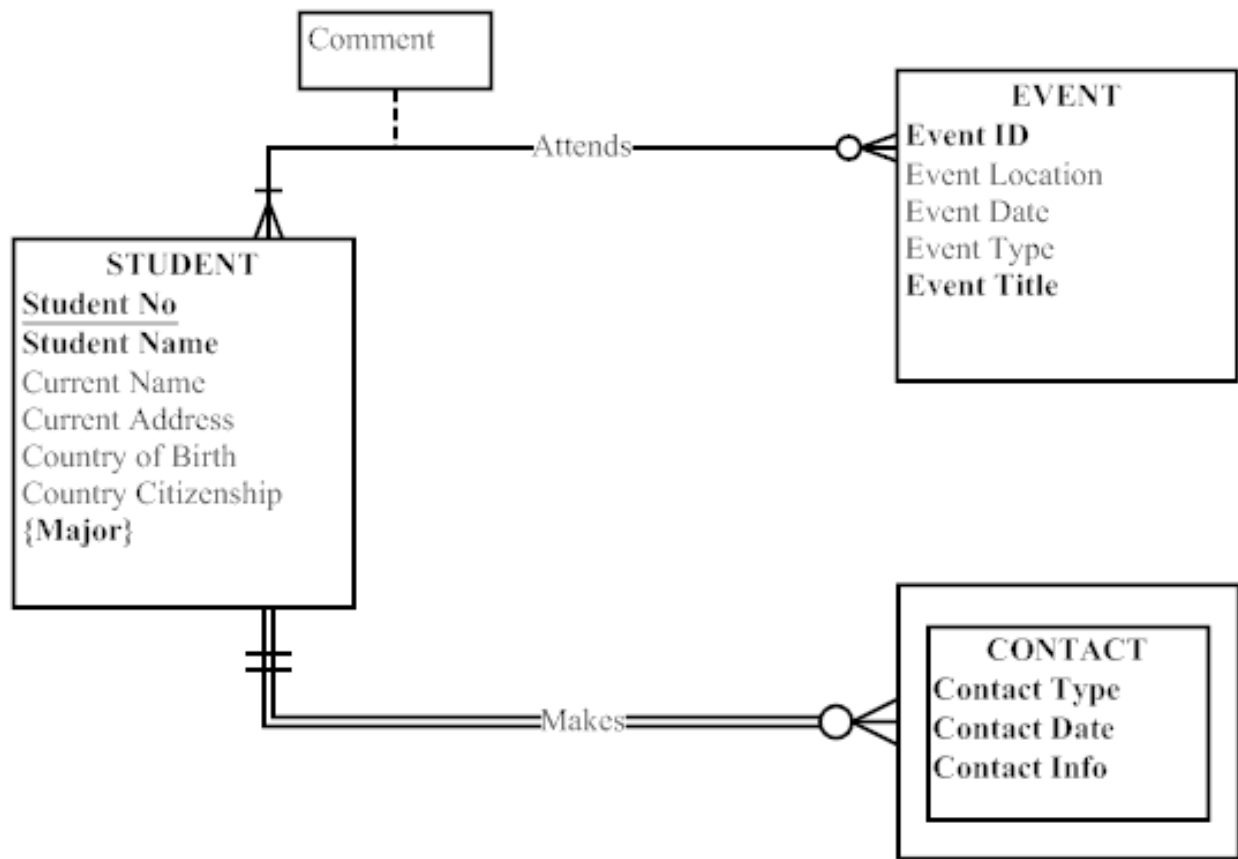 Comment
Attends
EVENT
Event ID
Event Location
Event Date
Event Type
Event Title
STUDENT
Student No
Student Name
Current Name
Current Address
Country of Birth
Country Citizenship
{Major}
Makes
CONTACT
Contact Type
Contact Date
Contact Info